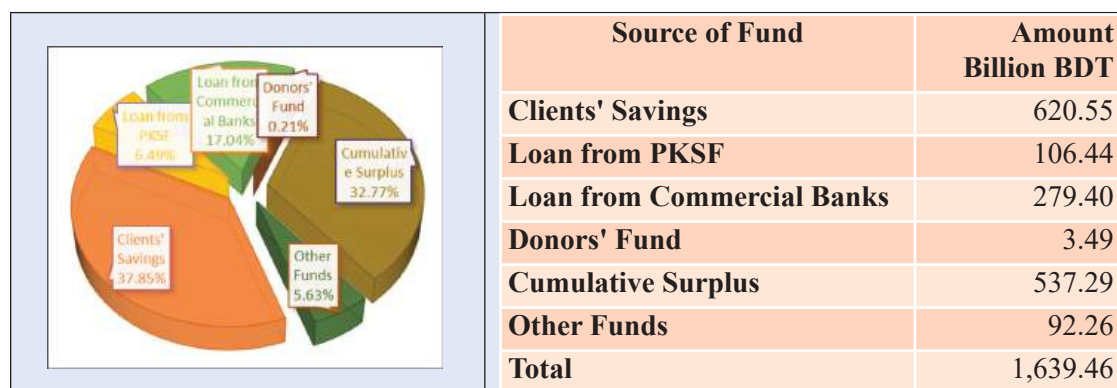 Loan from
Commerci
al Banks
17.04%
Donors'
Fund
0.21%
Loan from
PKSF
6.49%
Cumulativ
e Surplus
32.77%
Clients'
Savings
37.85%
Other
Funds
5.63%
Source of Fund Amount
Billion BDT
Clients' Savings 620.55
Loan from PKSF 106.44
Loan from Commercial Banks 279.40
Donors' Fund 3.49
Cumulative Surplus 537.29
Other Funds 92.26
Total 1,639.46